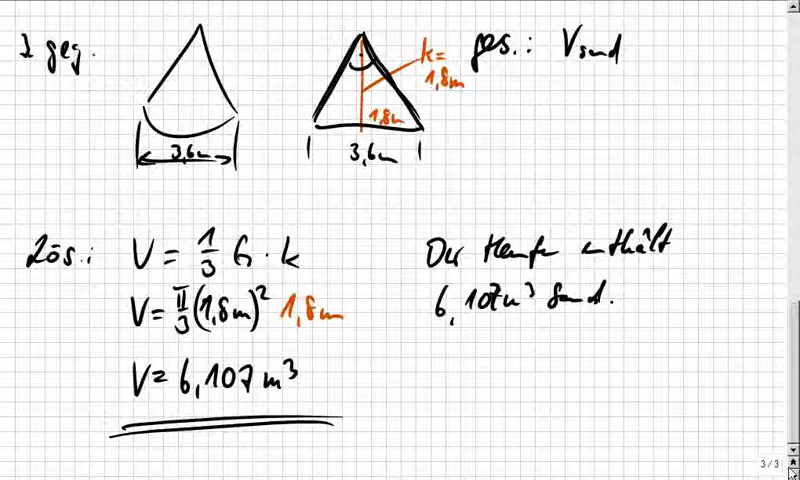 geg.
ges.: V Sand
k=
1,8m
1,8m
3,6m
3,6m
Lös.: V = 1/3 G · k
V = π/3 (1,8m)² 1,8m
V = 6,107 m³
Der Haufen enthält
6,107m³ Sand.
3 / 3